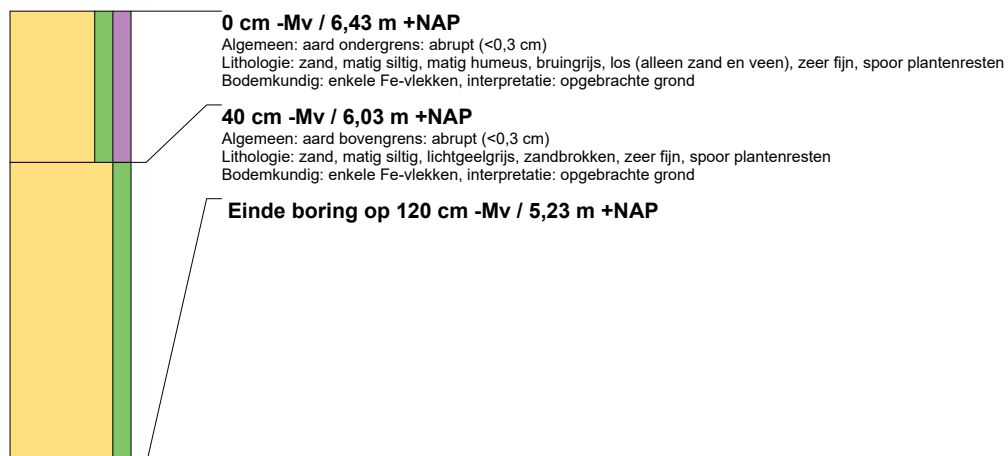 0 cm -Mv / 6,43 m +NAP
Algemeen: aard ondergrens: abrupt (<0,3 cm)
Lithologie: zand, matig siltig, matig humeus, bruingrijs, los (alleen zand en veen), zeer fijn, spoor plantenresten
Bodemkundig: enkele Fe-vlekken, interpretatie: opgebrachte grond
40 cm -Mv / 6,03 m +NAP
Algemeen: aard bovengrens: abrupt (<0,3 cm)
Lithologie: zand, matig siltig, lichtgeelgrijs, zandbrokken, zeer fijn, spoor plantenresten
Bodemkundig: enkele Fe-vlekken, interpretatie: opgebrachte grond
Einde boring op 120 cm -Mv / 5,23 m +NAP